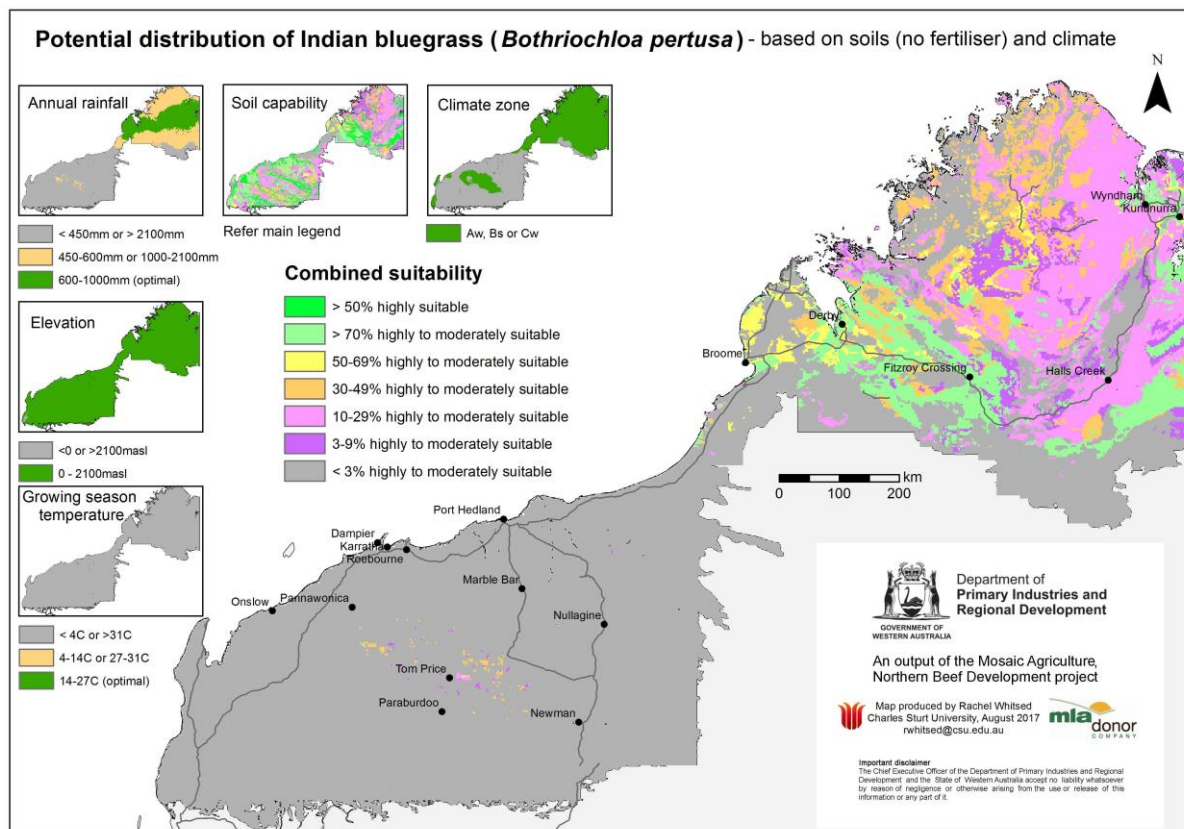 Potential distribution of Indian bluegrass (Bothriochloa pertusa) - based on soils (no fertiliser) and climate
N
Annual rainfall
< 450mm or > 2100mm
450-600mm or 1000-2100mm
600-1000mm (optimal)
Soil capability
Refer main legend
Climate zone
Aw, Bs or Cw
Elevation
<0 or >2100masl
0 - 2100masl
Growing season
temperature
< 4C or >31C
4-14C or 27-31C
14-27C (optimal)
Combined suitability
> 50% highly suitable
> 70% highly to moderately suitable
50-69% highly to moderately suitable
30-49% highly to moderately suitable
10-29% highly to moderately suitable
3-9% highly to moderately suitable
< 3% highly to moderately suitable
Wyndham
Kununurra
Derby
Broome
Fitzroy Crossing
Halls Creek
km
0 50 100 200
Port Hedland
Dampier
Karratha
Roebourne
Marble Bar
Onslow
Pannawonica
Nullagine
Tom Price
Paraburdoo
Newman
GOVERNMENT OF
WESTERN AUSTRALIA
Department of
Primary Industries and
Regional Development
An output of the Mosaic Agriculture,
Northern Beef Development project
Map produced by Rachel Whitsed
Charles Sturt University, August 2017
rwhitsed@csu.edu.au
mla
donor
COMPANY
Important disclaimer
The Chief Executive Officer of the Department of Primary Industries and Regional
Development and the State of Western Australia accept no liability whatsoever
by reason of negligence or otherwise arising from the use or release of this
information or any part of it.